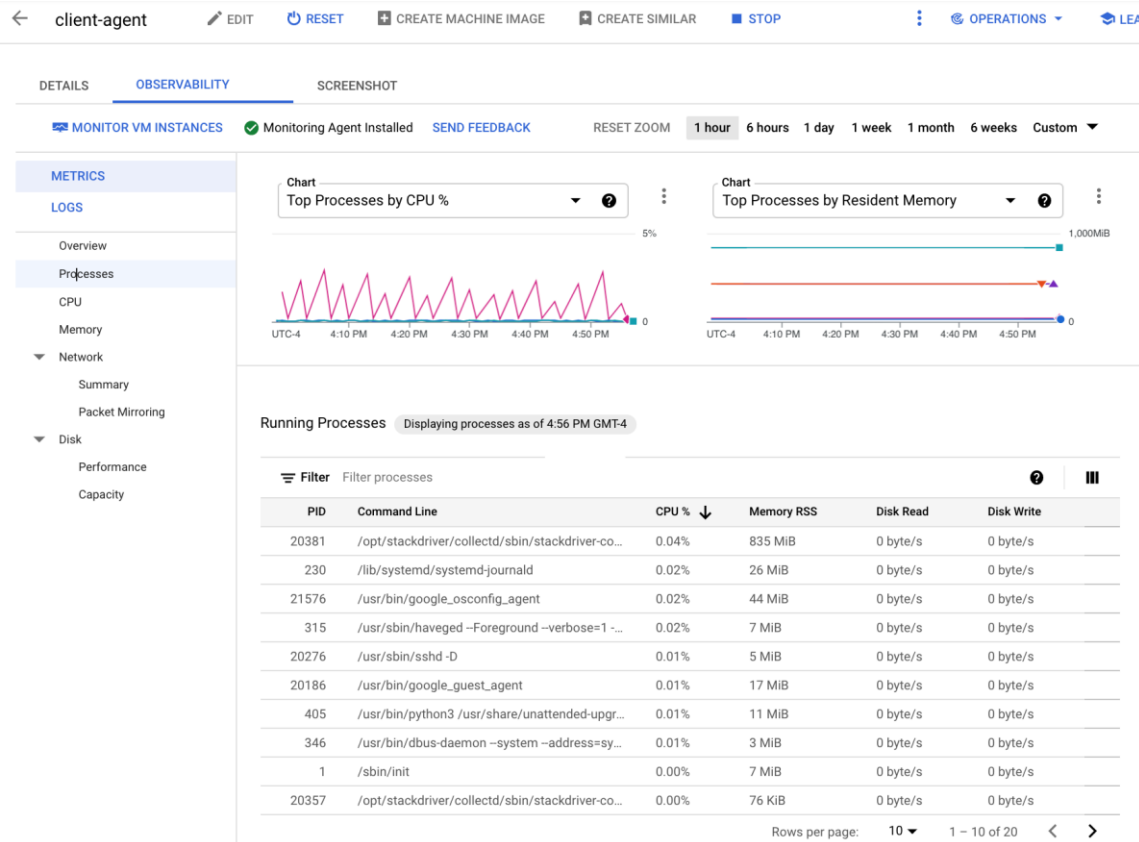 client-agent EDIT RESET CREATE MACHINE IMAGE CREATE SIMILAR STOP OPERATIONS LEA
DETAILS OBSERVABILITY SCREENSHOT
MONITOR VM INSTANCES Monitoring Agent Installed SEND FEEDBACK RESET ZOOM 1 hour 6 hours 1 day 1 week 1 month 6 weeks Custom
METRICS
LOGS
Overview
Processes
CPU
Memory
Network
Summary
Packet Mirroring
Disk
Performance
Capacity
Chart
Top Processes by CPU %
5%
0
UTC-4 4:10 PM 4:20 PM 4:30 PM 4:40 PM 4:50 PM
Chart
Top Processes by Resident Memory
1,000MiB
0
UTC-4 4:10 PM 4:20 PM 4:30 PM 4:40 PM 4:50 PM
Running Processes Displaying processes as of 4:56 PM GMT-4
Filter Filter processes
PID Command Line CPU % Memory RSS Disk Read Disk Write
20381 /opt/stackdriver/collectd/sbin/stackdriver-co... 0.04% 835 MiB 0 byte/s 0 byte/s
230 /lib/systemd/systemd-journald 0.02% 26 MiB 0 byte/s 0 byte/s
21576 /usr/bin/google_osconfig_agent 0.02% 44 MiB 0 byte/s 0 byte/s
315 /usr/sbin/haveged --Foreground --verbose=1 -... 0.02% 7 MiB 0 byte/s 0 byte/s
20276 /usr/sbin/sshd -D 0.01% 5 MiB 0 byte/s 0 byte/s
20186 /usr/bin/google_guest_agent 0.01% 17 MiB 0 byte/s 0 byte/s
405 /usr/bin/python3 /usr/share/unattended-upgr... 0.01% 11 MiB 0 byte/s 0 byte/s
346 /usr/bin/dbus-daemon --system --address=sy... 0.01% 3 MiB 0 byte/s 0 byte/s
1 /sbin/init 0.00% 7 MiB 0 byte/s 0 byte/s
20357 /opt/stackdriver/collectd/sbin/stackdriver-co... 0.00% 76 KiB 0 byte/s 0 byte/s
Rows per page: 10 1 – 10 of 20